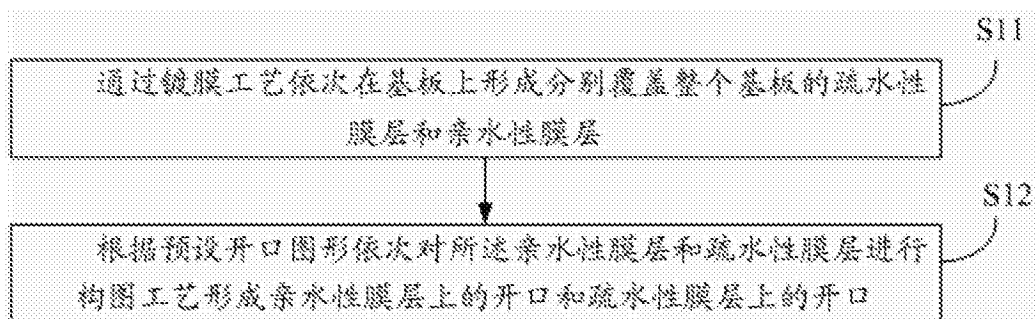 S11
通过镀膜工艺依次在基板上形成分别覆盖整个基板的疏水性
膜层和亲水性膜层
S12
根据预设开口图形依次对所述亲水性膜层和疏水性膜层进行
构图工艺形成亲水性膜层上的开口和疏水性膜层上的开口